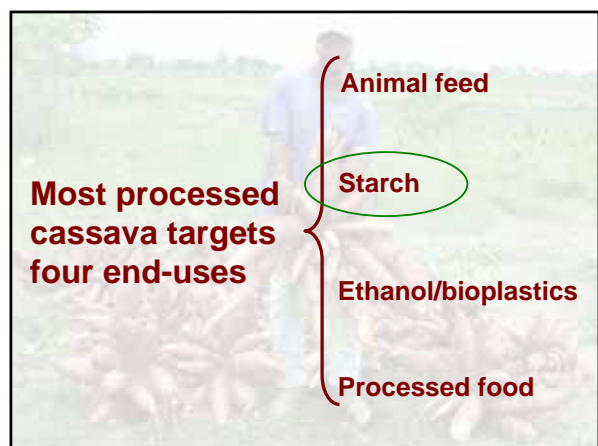 Most processed
cassava targets
four end-uses
Animal feed
Starch
Ethanol/bioplastics
Processed food